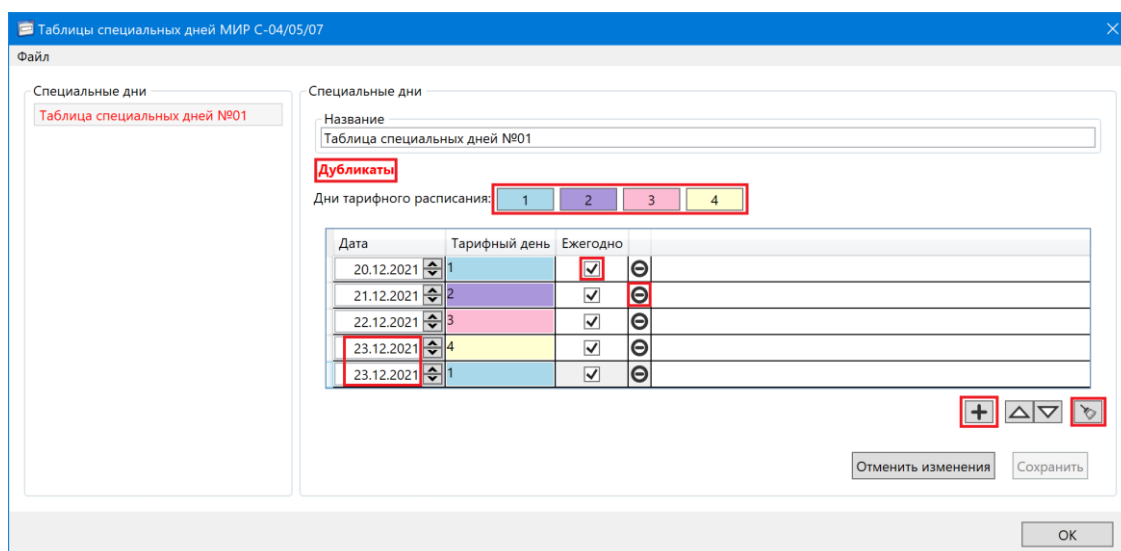 Таблицы специальных дней МИР С-04/05/07
Файл
Специальные дни
Таблица специальных дней №01
Специальные дни
Название
Таблица специальных дней №01
Дубликаты
Дни тарифного расписания: 1 2 3 4
Дата Тарифный день Ежегодно
20.12.2021 1
21.12.2021 2
22.12.2021 3
23.12.2021 4
23.12.2021 1
Отменить изменения Сохранить
ОК